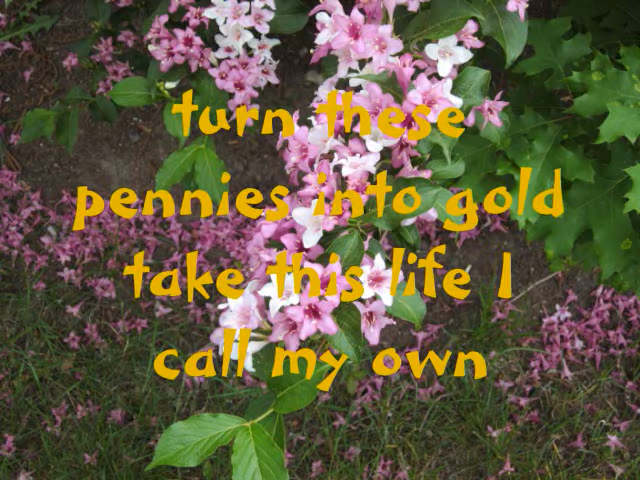 turn these
pennies into gold
take this life I
call my own